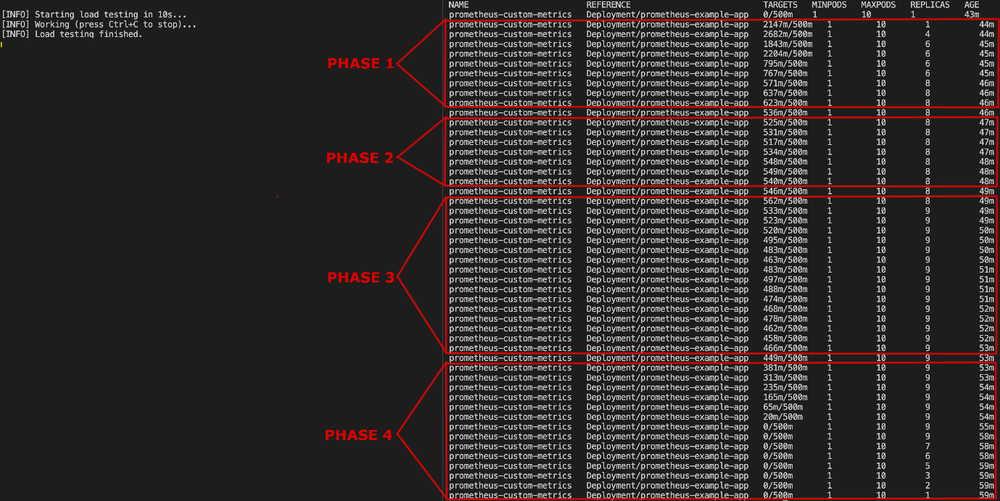 [INFO] Starting load testing in 10s...
[INFO] Working (press Ctrl+C to stop)...
[INFO] Load testing finished.
PHASE 1
PHASE 2
PHASE 3
PHASE 4
NAME REFERENCE TARGETS MINPODS MAXPODS REPLICAS AGE
prometheus-custom-metrics Deployment/prometheus-example-app 0/500m 1 10 1 43m
prometheus-custom-metrics Deployment/prometheus-example-app 2147m/500m 1 10 1 44m
prometheus-custom-metrics Deployment/prometheus-example-app 2682m/500m 1 10 4 44m
prometheus-custom-metrics Deployment/prometheus-example-app 1843m/500m 1 10 6 45m
prometheus-custom-metrics Deployment/prometheus-example-app 2204m/500m 1 10 6 45m
prometheus-custom-metrics Deployment/prometheus-example-app 795m/500m 1 10 6 45m
prometheus-custom-metrics Deployment/prometheus-example-app 767m/500m 1 10 6 45m
prometheus-custom-metrics Deployment/prometheus-example-app 571m/500m 1 10 8 46m
prometheus-custom-metrics Deployment/prometheus-example-app 637m/500m 1 10 8 46m
prometheus-custom-metrics Deployment/prometheus-example-app 623m/500m 1 10 8 46m
prometheus-custom-metrics Deployment/prometheus-example-app 536m/500m 1 10 8 46m
prometheus-custom-metrics Deployment/prometheus-example-app 525m/500m 1 10 8 47m
prometheus-custom-metrics Deployment/prometheus-example-app 531m/500m 1 10 8 47m
prometheus-custom-metrics Deployment/prometheus-example-app 517m/500m 1 10 8 47m
prometheus-custom-metrics Deployment/prometheus-example-app 534m/500m 1 10 8 47m
prometheus-custom-metrics Deployment/prometheus-example-app 548m/500m 1 10 8 48m
prometheus-custom-metrics Deployment/prometheus-example-app 549m/500m 1 10 8 48m
prometheus-custom-metrics Deployment/prometheus-example-app 540m/500m 1 10 8 48m
prometheus-custom-metrics Deployment/prometheus-example-app 546m/500m 1 10 8 49m
prometheus-custom-metrics Deployment/prometheus-example-app 562m/500m 1 10 8 49m
prometheus-custom-metrics Deployment/prometheus-example-app 533m/500m 1 10 9 49m
prometheus-custom-metrics Deployment/prometheus-example-app 523m/500m 1 10 9 49m
prometheus-custom-metrics Deployment/prometheus-example-app 520m/500m 1 10 9 50m
prometheus-custom-metrics Deployment/prometheus-example-app 495m/500m 1 10 9 50m
prometheus-custom-metrics Deployment/prometheus-example-app 483m/500m 1 10 9 50m
prometheus-custom-metrics Deployment/prometheus-example-app 463m/500m 1 10 9 50m
prometheus-custom-metrics Deployment/prometheus-example-app 483m/500m 1 10 9 51m
prometheus-custom-metrics Deployment/prometheus-example-app 497m/500m 1 10 9 51m
prometheus-custom-metrics Deployment/prometheus-example-app 488m/500m 1 10 9 51m
prometheus-custom-metrics Deployment/prometheus-example-app 474m/500m 1 10 9 51m
prometheus-custom-metrics Deployment/prometheus-example-app 468m/500m 1 10 9 52m
prometheus-custom-metrics Deployment/prometheus-example-app 478m/500m 1 10 9 52m
prometheus-custom-metrics Deployment/prometheus-example-app 462m/500m 1 10 9 52m
prometheus-custom-metrics Deployment/prometheus-example-app 458m/500m 1 10 9 52m
prometheus-custom-metrics Deployment/prometheus-example-app 466m/500m 1 10 9 53m
prometheus-custom-metrics Deployment/prometheus-example-app 449m/500m 1 10 9 53m
prometheus-custom-metrics Deployment/prometheus-example-app 381m/500m 1 10 9 53m
prometheus-custom-metrics Deployment/prometheus-example-app 313m/500m 1 10 9 53m
prometheus-custom-metrics Deployment/prometheus-example-app 235m/500m 1 10 9 54m
prometheus-custom-metrics Deployment/prometheus-example-app 165m/500m 1 10 9 54m
prometheus-custom-metrics Deployment/prometheus-example-app 65m/500m 1 10 9 54m
prometheus-custom-metrics Deployment/prometheus-example-app 20m/500m 1 10 9 54m
prometheus-custom-metrics Deployment/prometheus-example-app 0/500m 1 10 9 55m
prometheus-custom-metrics Deployment/prometheus-example-app 0/500m 1 10 9 58m
prometheus-custom-metrics Deployment/prometheus-example-app 0/500m 1 10 7 58m
prometheus-custom-metrics Deployment/prometheus-example-app 0/500m 1 10 6 58m
prometheus-custom-metrics Deployment/prometheus-example-app 0/500m 1 10 5 59m
prometheus-custom-metrics Deployment/prometheus-example-app 0/500m 1 10 3 59m
prometheus-custom-metrics Deployment/prometheus-example-app 0/500m 1 10 2 59m
prometheus-custom-metrics Deployment/prometheus-example-app 0/500m 1 10 1 59m